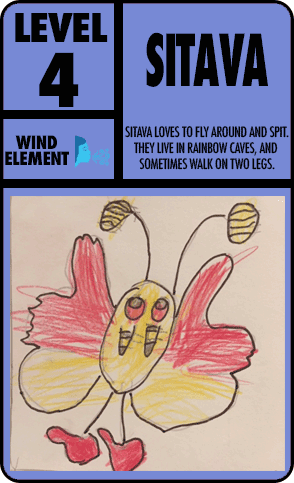 LEVEL
4
SITAVA
WIND
ELEMENT
SITAVA LOVES TO FLY AROUND AND SPIT.
THEY LIVE IN RAINBOW CAVES, AND
SOMETIMES WALK ON TWO LEGS.